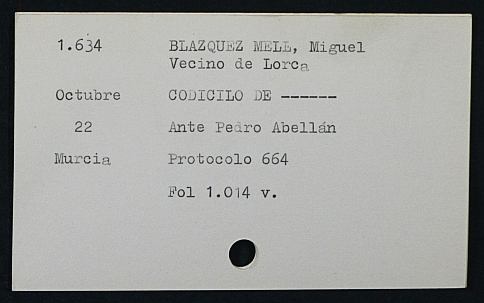 1.634 BLAZQUEZ MELL, Miguel
Vecino de Lorca
Octubre CODICILO DE ------
22 Ante Pedro Abellán
Murcia Protocolo 664
Fol 1.014 v.